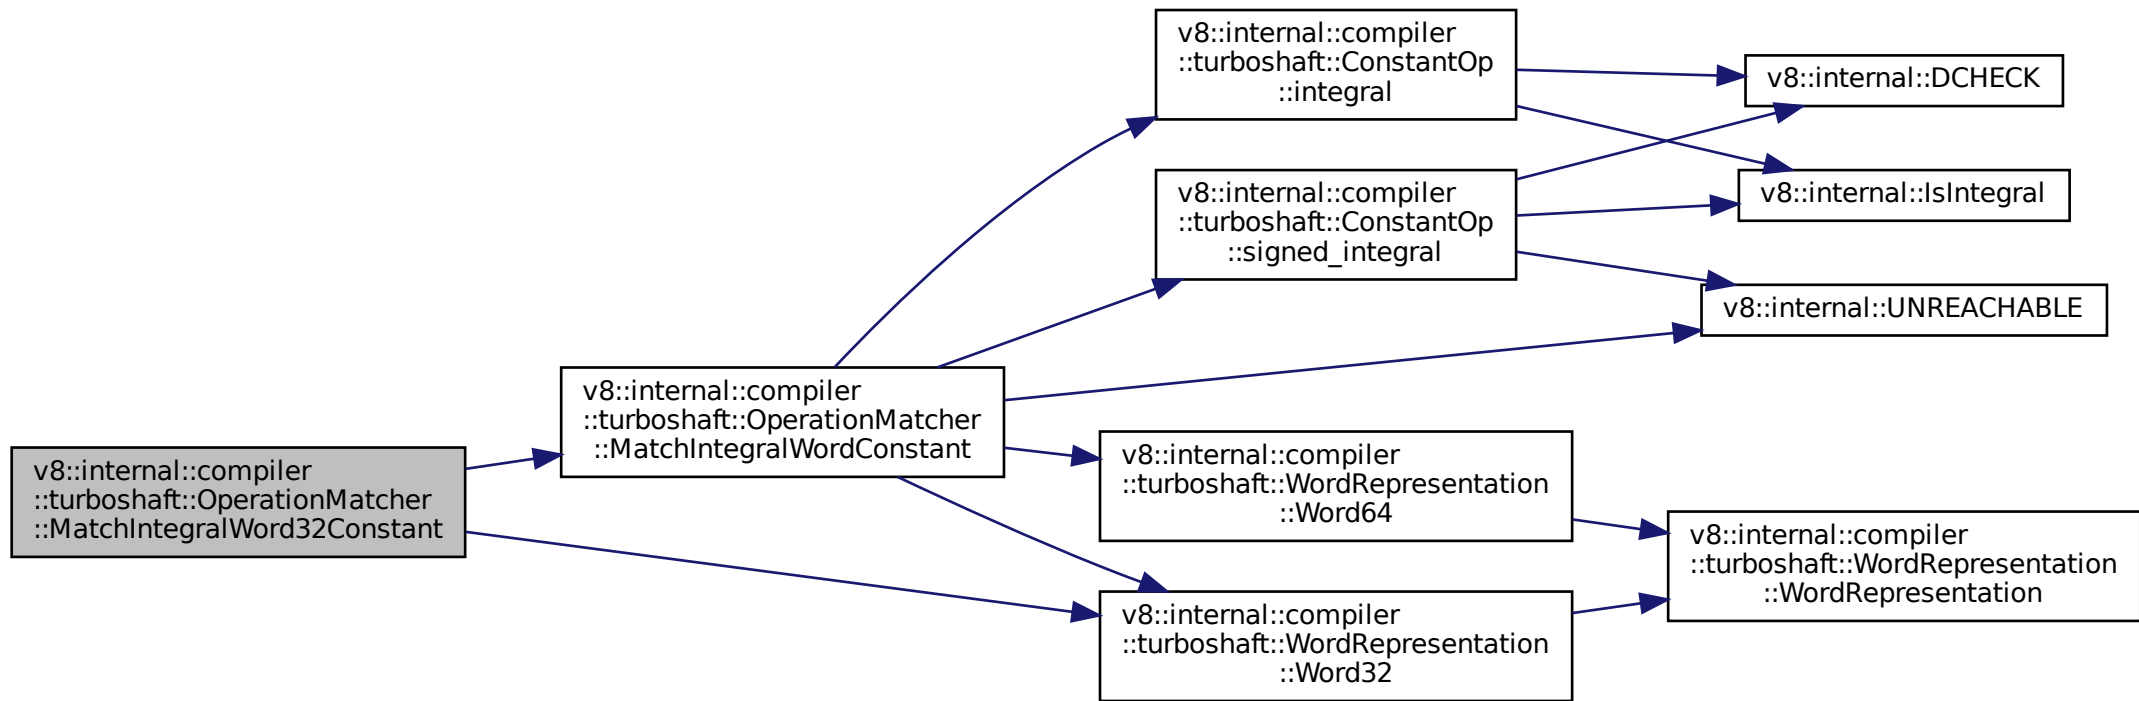 v8::internal::compiler
::turboshaft::OperationMatcher
::MatchIntegralWord32Constant
v8::internal::compiler
::turboshaft::OperationMatcher
::MatchIntegralWordConstant
v8::internal::compiler
::turboshaft::ConstantOp
::integral
v8::internal::compiler
::turboshaft::ConstantOp
::signed_integral
v8::internal::compiler
::turboshaft::WordRepresentation
::Word64
v8::internal::compiler
::turboshaft::WordRepresentation
::Word32
v8::internal::DCHECK
v8::internal::IsIntegral
v8::internal::UNREACHABLE
v8::internal::compiler
::turboshaft::WordRepresentation
::WordRepresentation